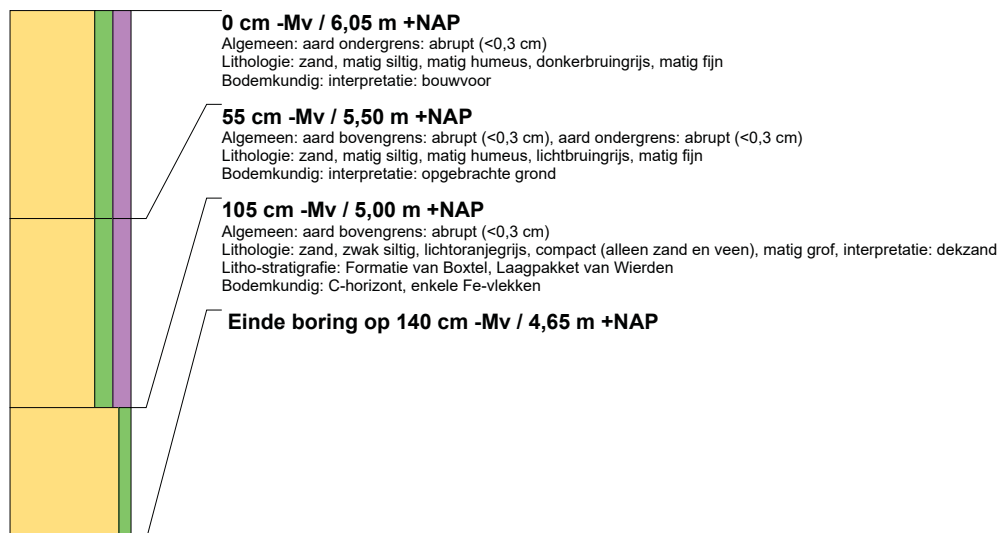 0 cm -Mv / 6,05 m +NAP
Algemeen: aard ondergrens: abrupt (<0,3 cm)
Lithologie: zand, matig siltig, matig humeus, donkerbruingrijs, matig fijn
Bodemkundig: interpretatie: bouwvoor
55 cm -Mv / 5,50 m +NAP
Algemeen: aard bovengrens: abrupt (<0,3 cm), aard ondergrens: abrupt (<0,3 cm)
Lithologie: zand, matig siltig, matig humeus, lichtbruingrijs, matig fijn
Bodemkundig: interpretatie: opgebrachte grond
105 cm -Mv / 5,00 m +NAP
Algemeen: aard bovengrens: abrupt (<0,3 cm)
Lithologie: zand, zwak siltig, lichtoranjegrijs, compact (alleen zand en veen), matig grof, interpretatie: dekzand
Litho-stratigrafie: Formatie van Boxtel, Laagpakket van Wierden
Bodemkundig: C-horizont, enkele Fe-vlekken
Einde boring op 140 cm -Mv / 4,65 m +NAP